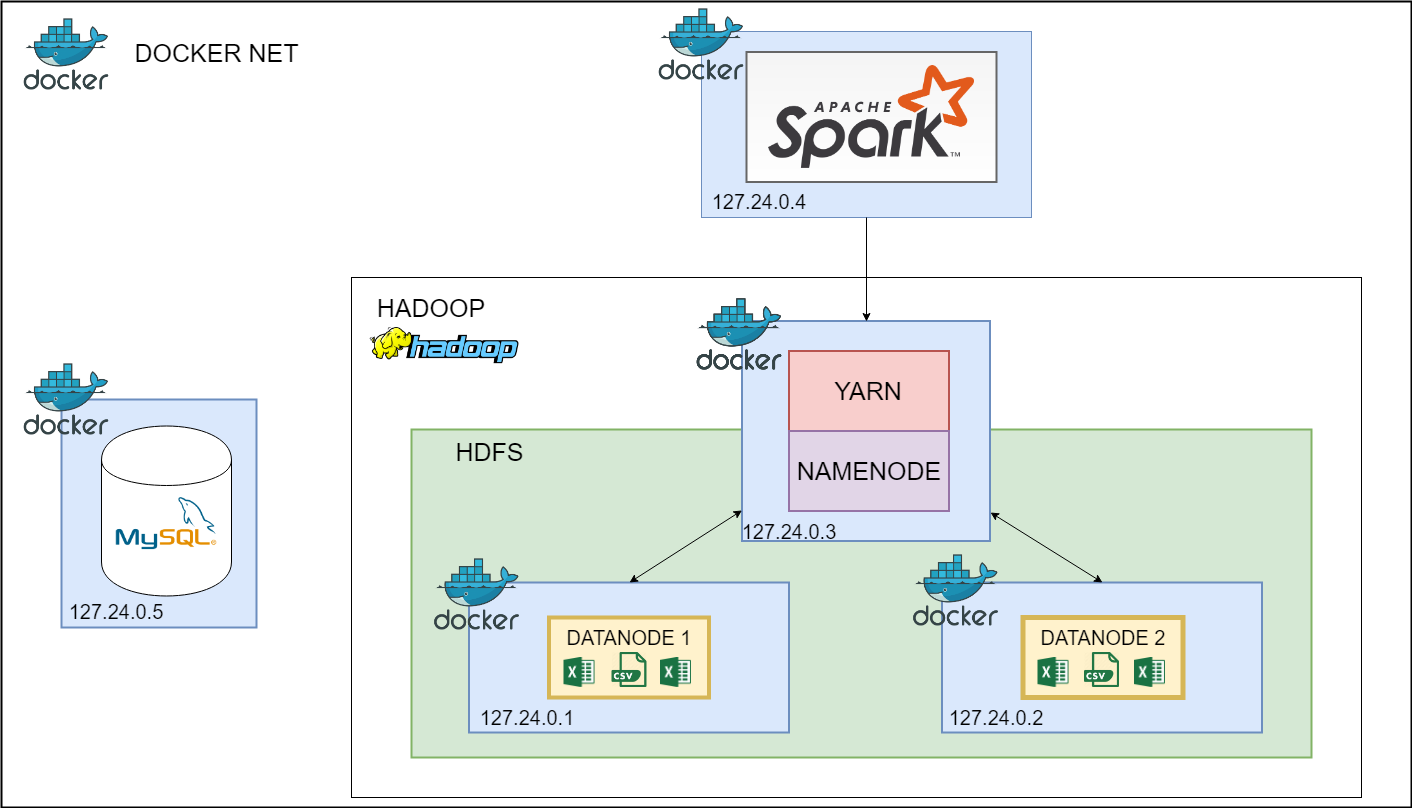 docker
DOCKER NET
docker
APACHE
Spark™
127.24.0.4
HADOOP
hadoop
docker
YARN
NAMENODE
127.24.0.3
HDFS
docker
MySQL®
127.24.0.5
docker
DATANODE 1
X
CSV
X
127.24.0.1
docker
DATANODE 2
X
CSV
X
127.24.0.2